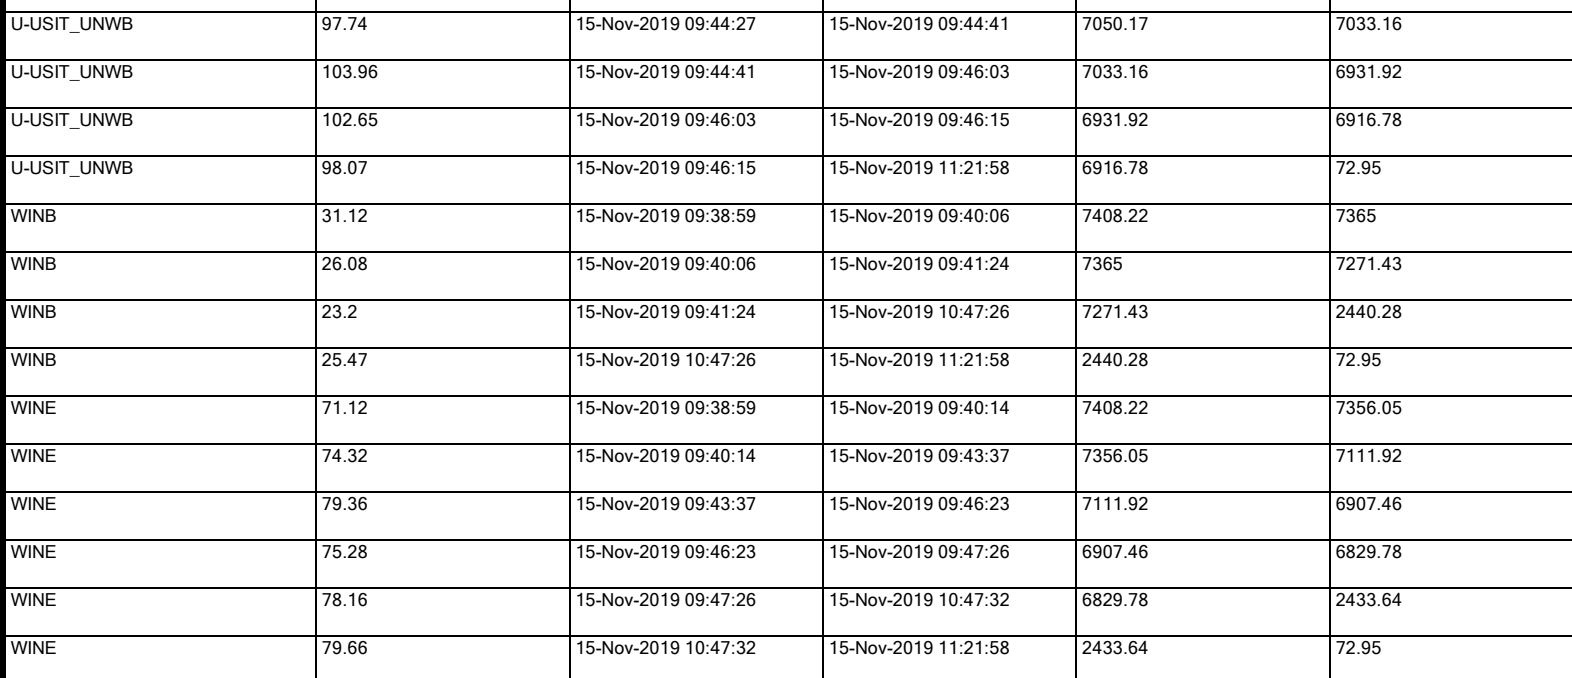 U-USIT_UNWB 97.74 15-Nov-2019 09:44:27 15-Nov-2019 09:44:41 7050.17 7033.16
U-USIT_UNWB 103.96 15-Nov-2019 09:44:41 15-Nov-2019 09:46:03 7033.16 6931.92
U-USIT_UNWB 102.65 15-Nov-2019 09:46:03 15-Nov-2019 09:46:15 6931.92 6916.78
U-USIT_UNWB 98.07 15-Nov-2019 09:46:15 15-Nov-2019 11:21:58 6916.78 72.95
WINB 31.12 15-Nov-2019 09:38:59 15-Nov-2019 09:40:06 7408.22 7365
WINB 26.08 15-Nov-2019 09:40:06 15-Nov-2019 09:41:24 7365 7271.43
WINB 23.2 15-Nov-2019 09:41:24 15-Nov-2019 10:47:26 7271.43 2440.28
WINB 25.47 15-Nov-2019 10:47:26 15-Nov-2019 11:21:58 2440.28 72.95
WINE 71.12 15-Nov-2019 09:38:59 15-Nov-2019 09:40:14 7408.22 7356.05
WINE 74.32 15-Nov-2019 09:40:14 15-Nov-2019 09:43:37 7356.05 7111.92
WINE 79.36 15-Nov-2019 09:43:37 15-Nov-2019 09:46:23 7111.92 6907.46
WINE 75.28 15-Nov-2019 09:46:23 15-Nov-2019 09:47:26 6907.46 6829.78
WINE 78.16 15-Nov-2019 09:47:26 15-Nov-2019 10:47:32 6829.78 2433.64
WINE 79.66 15-Nov-2019 10:47:32 15-Nov-2019 11:21:58 2433.64 72.95